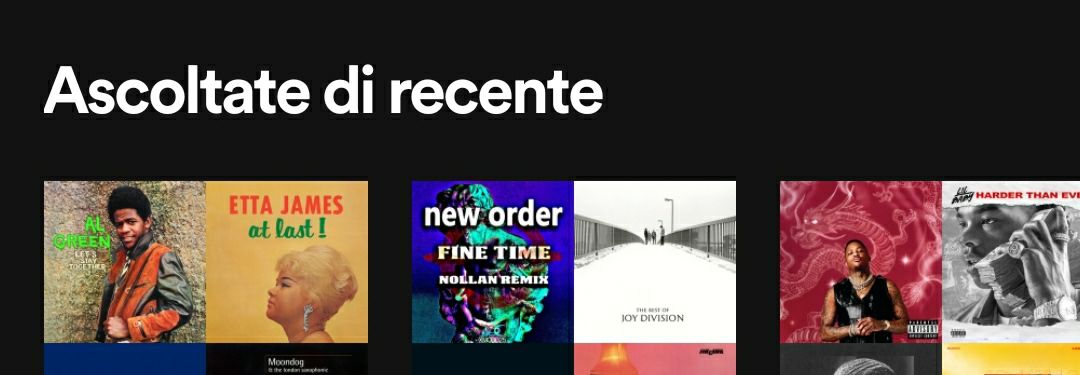 Ascoltate di recente
AL
GREEN
LET'S
STAY
TOGETHER
ETTA JAMES
at last!
new order
FINE TIME
NOLLAN REMIX
THE BEST OF
JOY DIVISION
LIL
BABY
HARDER THAN EV
PARENTAL
ADVISORY
EXPLICIT CONTENT
Moondog
& the london saxophonic